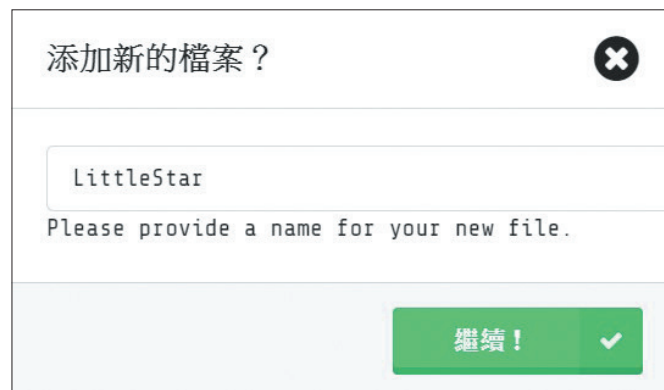 添加新的檔案？
LittleStar
Please provide a name for your new file.
繼續！